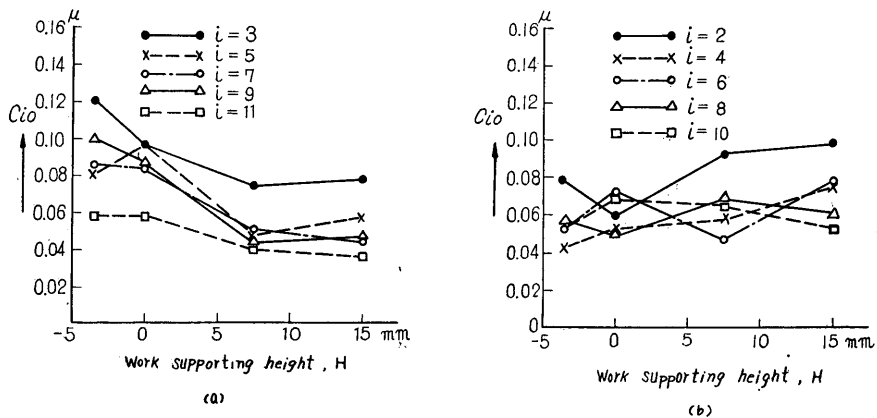 μ
0.16
0.14
0.12
0.10
0.08
0.06
0.04
0.02
Cio
i = 3
i = 5
i = 7
i = 9
i = 11
-5 0 5 10 15 mm
Work supporting height , H
(a)
μ
0.16
0.14
0.12
0.10
0.08
0.06
0.04
0.02
0
Cio
i = 2
i = 4
i = 6
i = 8
i = 10
-5 0 5 10 15 mm
Work supporting height , H
(b)